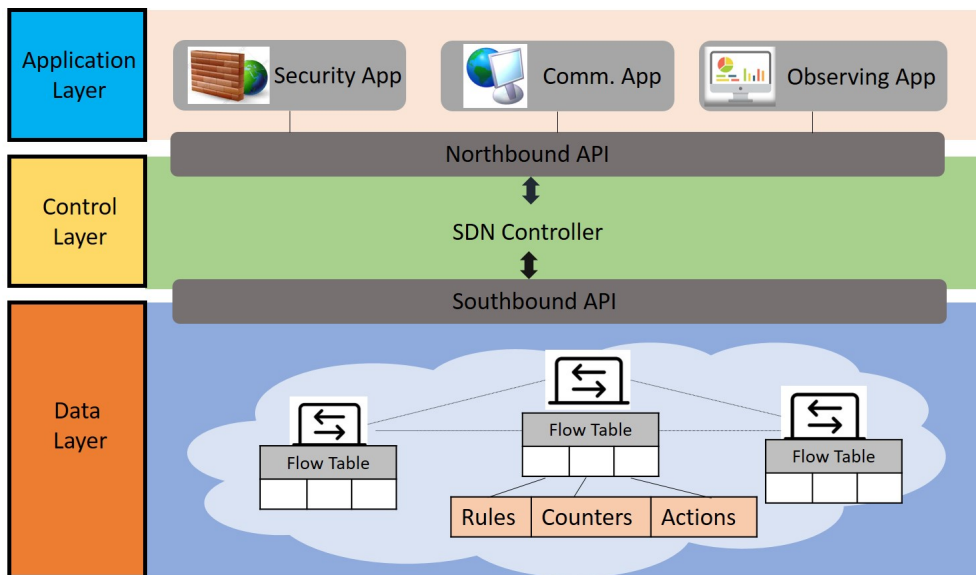 Application
Layer
Security App
Comm. App
Observing App
Northbound API
Control
Layer
SDN Controller
Southbound API
Data
Layer
Flow Table
Flow Table
Flow Table
Rules
Counters
Actions